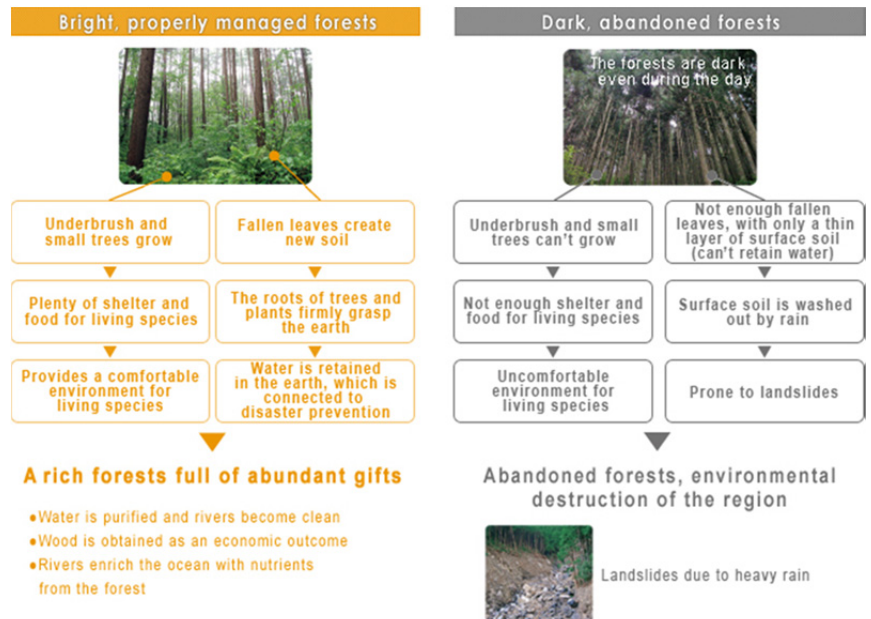 Bright, properly managed forests
Underbrush and
small trees grow
Fallen leaves create
new soil
Plenty of shelter and
food for living species
The roots of trees and
plants firmly grasp
the earth
Provides a comfortable
environment for
living species
Water is retained
in the earth, which is
connected to
disaster prevention
A rich forests full of abundant gifts
●Water is purified and rivers become clean
●Wood is obtained as an economic outcome
●Rivers enrich the ocean with nutrients
from the forest
Dark, abandoned forests
The forests are dark
even during the day
Underbrush and small
trees can't grow
Not enough fallen
leaves, with only a thin
layer of surface soil
(can't retain water)
Not enough shelter and
food for living species
Surface soil is washed
out by rain
Uncomfortable
environment for
living species
Prone to landslides
Abandoned forests, environmental
destruction of the region
Landslides due to heavy rain